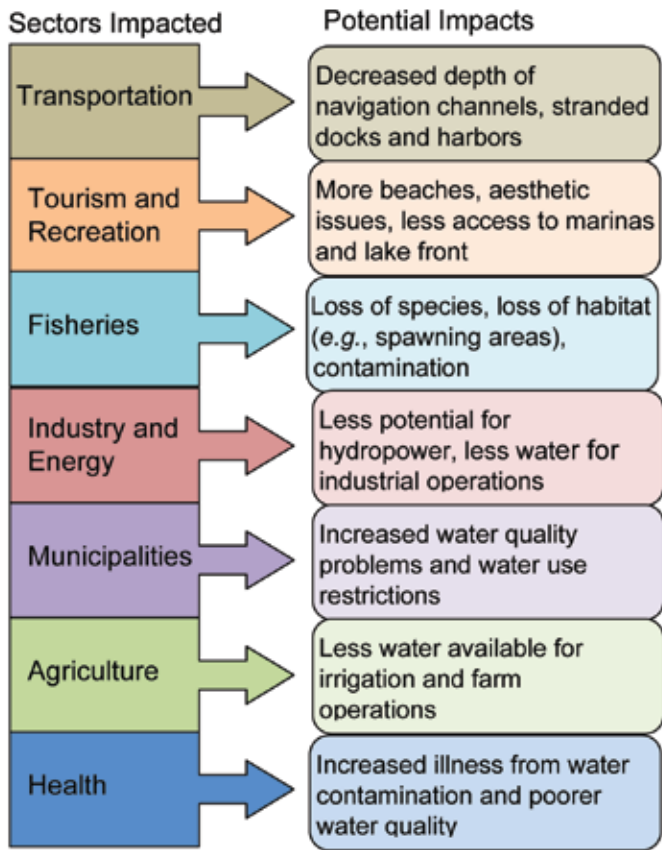 Sectors Impacted
Potential Impacts
Transportation
Decreased depth of
navigation channels, stranded
docks and harbors
Tourism and
Recreation
More beaches, aesthetic
issues, less access to marinas
and lake front
Fisheries
Loss of species, loss of habitat
(e.g., spawning areas),
contamination
Industry and
Energy
Less potential for
hydropower, less water for
industrial operations
Municipalities
Increased water quality
problems and water use
restrictions
Agriculture
Less water available for
irrigation and farm
operations
Health
Increased illness from water
contamination and poorer
water quality